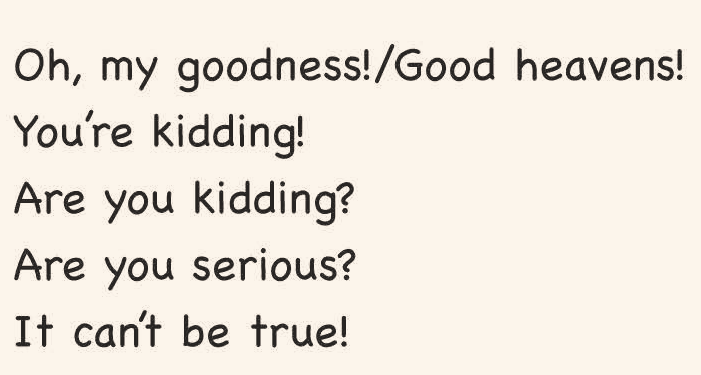 Oh, my goodness!/Good heavens!
You're kidding!
Are you kidding?
Are you serious?
It can't be true!